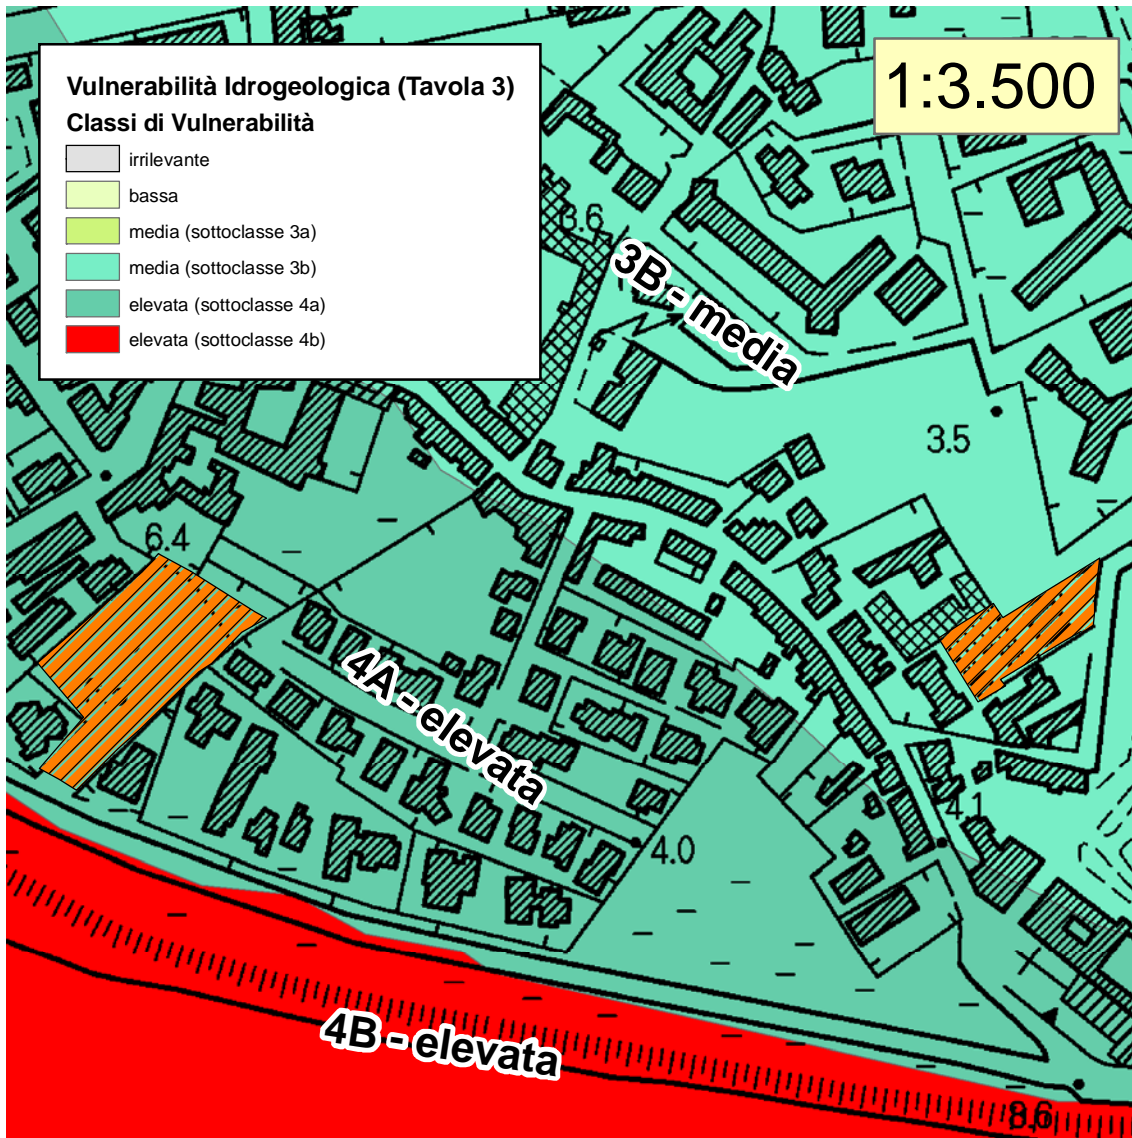 Vulnerabilità Idrogeologica (Tavola 3)
Classi di Vulnerabilità
irrilevante
bassa
media (sottoclasse 3a)
media (sottoclasse 3b)
elevata (sottoclasse 4a)
elevata (sottoclasse 4b)
1:3.500
3.6
3B - media
3.5
6.4
4A - elevata
4.1
4.0
4B - elevata
8.6